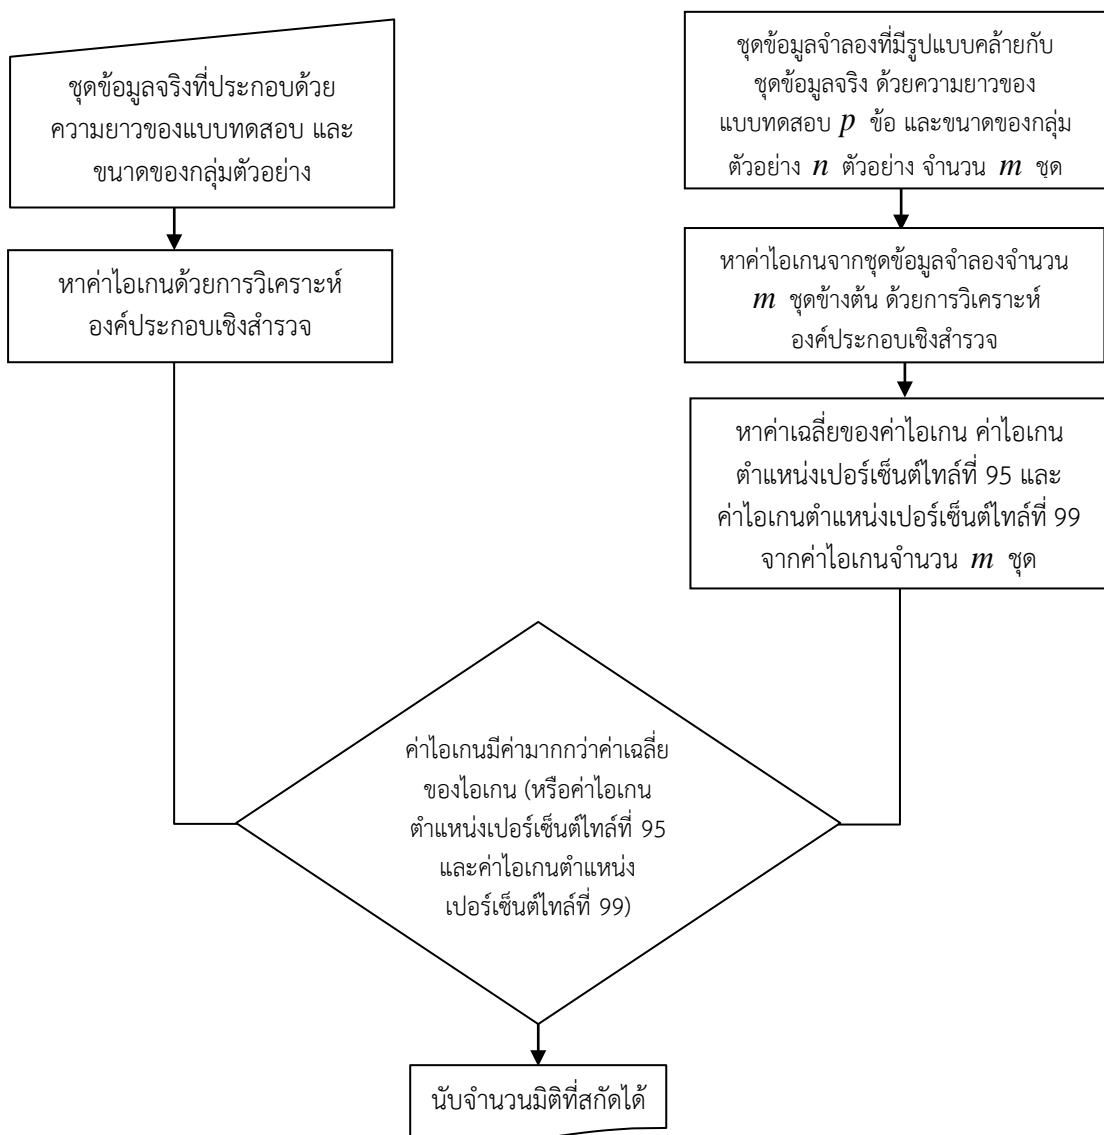 ชุดข้อมูลจริงที่ประกอบด้วย
ความยาวของแบบทดสอบ และ
ขนาดของกลุ่มตัวอย่าง
หาค่าไอเกนด้วยการวิเคราะห์
องค์ประกอบเชิงสำรวจ
ชุดข้อมูลจำลองที่มีรูปแบบคล้ายกับ
ชุดข้อมูลจริง ด้วยความยาวของ
แบบทดสอบ p ข้อ และขนาดของกลุ่ม
ตัวอย่าง n ตัวอย่าง จำนวน m ชุด
หาค่าไอเกนจากชุดข้อมูลจำลองจำนวน
m ชุดข้างต้น ด้วยการวิเคราะห์
องค์ประกอบเชิงสำรวจ
หาค่าเฉลี่ยของค่าไอเกน ค่าไอเกน
ตำแหน่งเปอร์เซ็นต์ไทล์ที่ 95 และ
ค่าไอเกนตำแหน่งเปอร์เซ็นต์ไทล์ที่ 99
จากค่าไอเกนจำนวน m ชุด
ค่าไอเกนมีค่ามากกว่าค่าเฉลี่ย
ของไอเกน (หรือค่าไอเกน
ตำแหน่งเปอร์เซ็นต์ไทล์ที่ 95
และค่าไอเกนตำแหน่ง
เปอร์เซ็นต์ไทล์ที่ 99)
นับจำนวนมิติที่สกัดได้